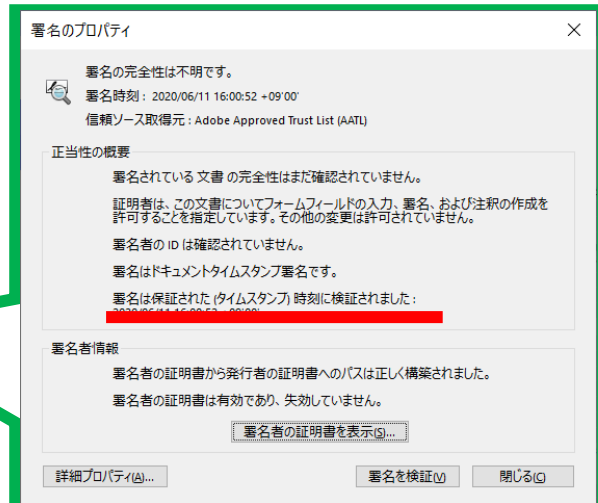 署名のプロパティ
署名の完全性は不明です。
署名時刻 : 2020/06/11 16:00:52 +09'00'
信頼ソース取得元 : Adobe Approved Trust List (AATL)
正当性の概要
署名されている 文書 の完全性はまだ確認されていません。
証明者は、この文書についてフォームフィールドの入力、署名、および注釈の作成を
許可することを指定しています。その他の変更は許可されていません。
署名者の ID は確認されていません。
署名はドキュメントタイムスタンプ署名です。
署名は保証された (タイムスタンプ) 時刻に検証されました :
2020/06/11 16:00:52 +09'00'
署名者情報
署名者の証明書から発行者の証明書へのパスは正しく構築されました。
署名者の証明書は有効であり、失効していません。
署名者の証明書を表示(S)...
詳細プロパティ(A)...
署名を検証(V)
閉じる(C)